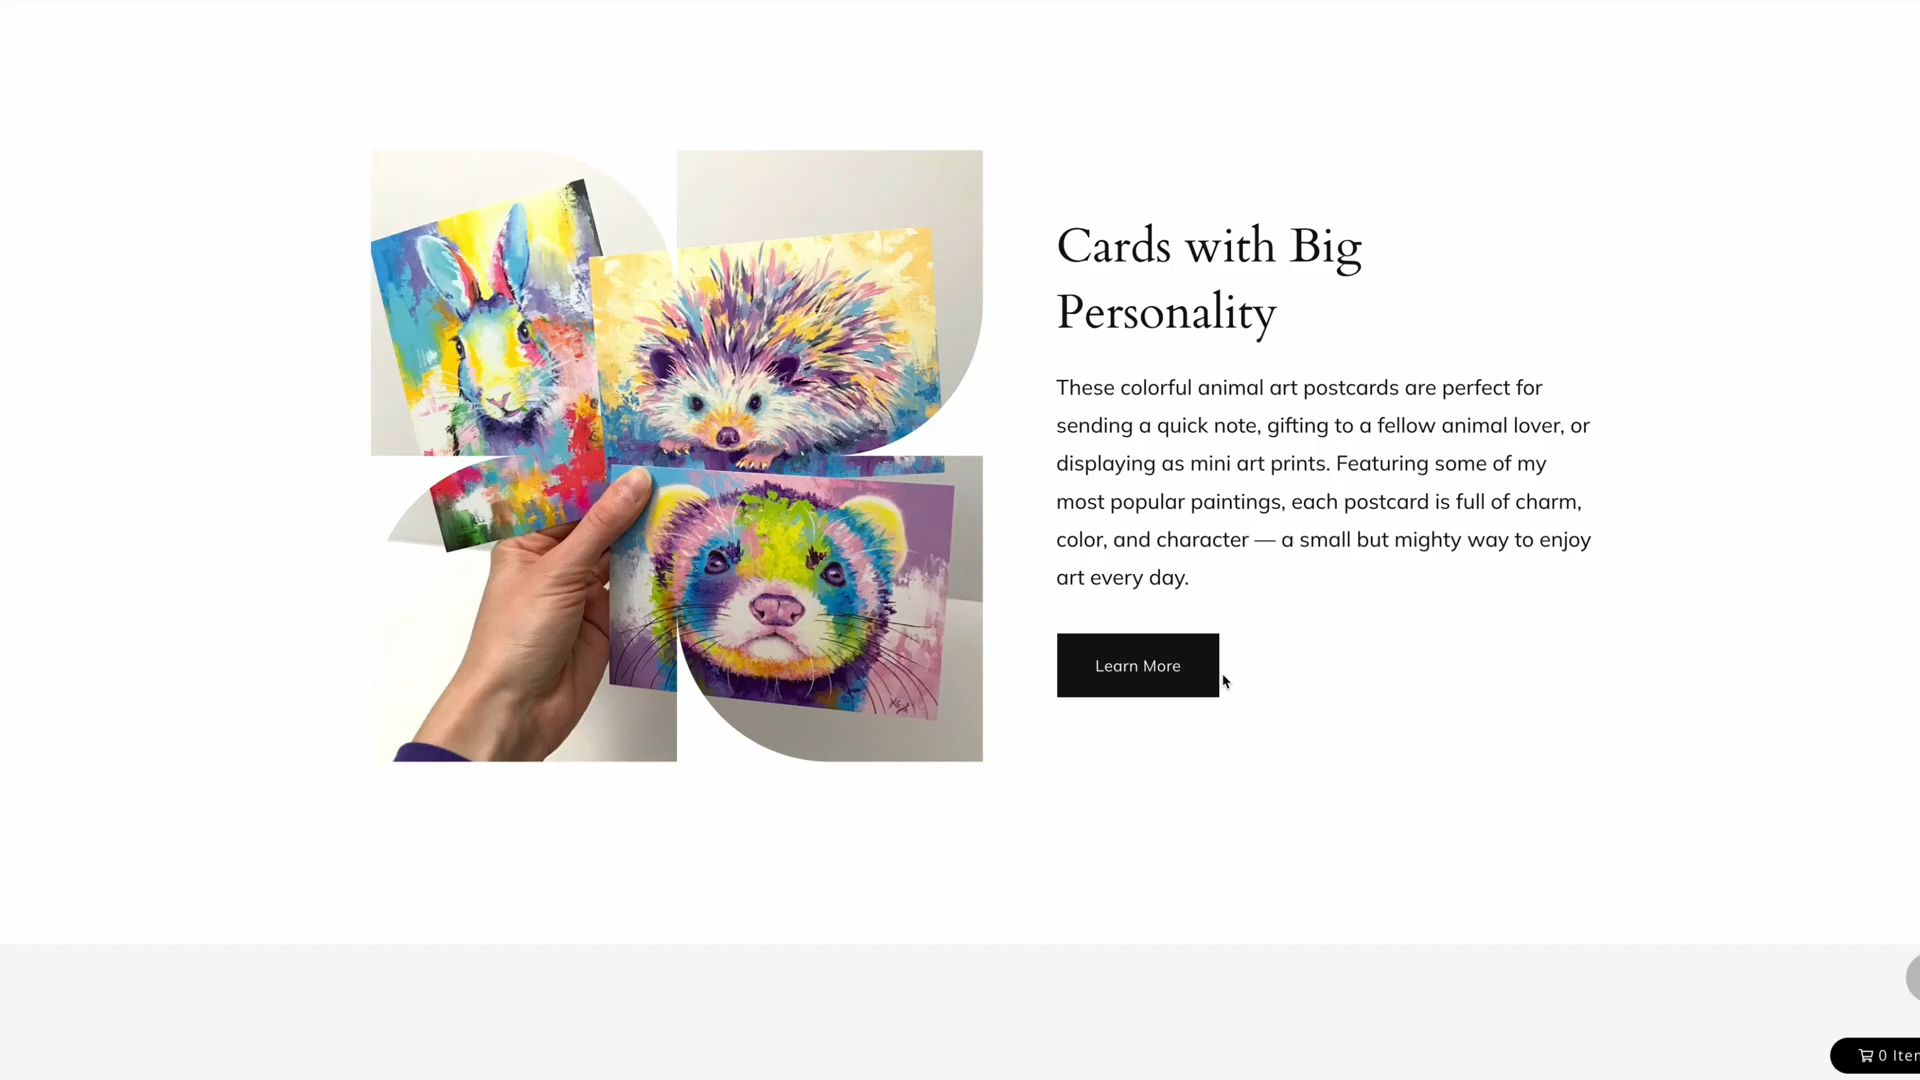 Cards with Big
Personality
These colorful animal art postcards are perfect for
sending a quick note, gifting to a fellow animal lover, or
displaying as mini art prints. Featuring some of my
most popular paintings, each postcard is full of charm,
color, and character — a small but mighty way to enjoy
art every day.
Learn More
0